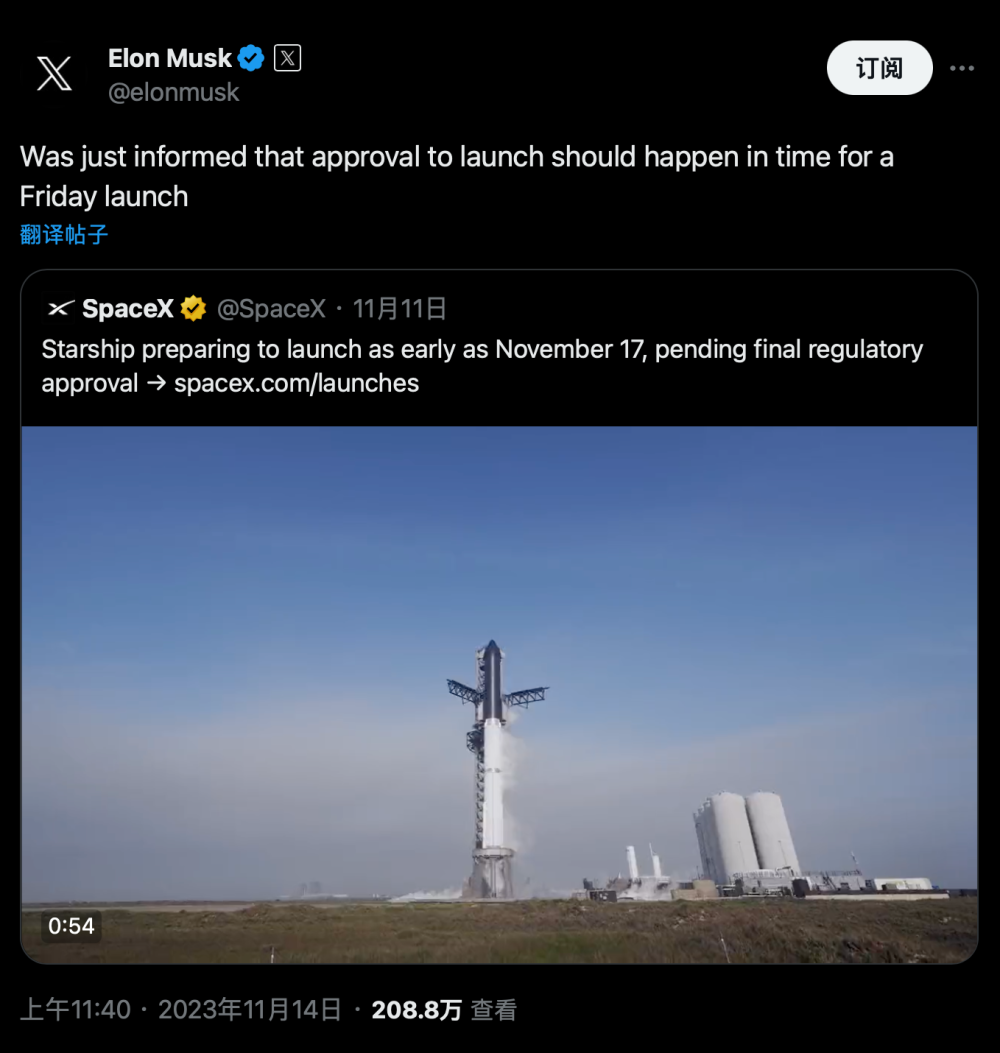 Elon Musk
@elonmusk
订阅
Was just informed that approval to launch should happen in time for a
Friday launch
翻译帖子
SpaceX @SpaceX · 11月11日
Starship preparing to launch as early as November 17, pending final regulatory
approval → spacex.com/launches
0:54
上午11:40 · 2023年11月14日 · 208.8万 查看